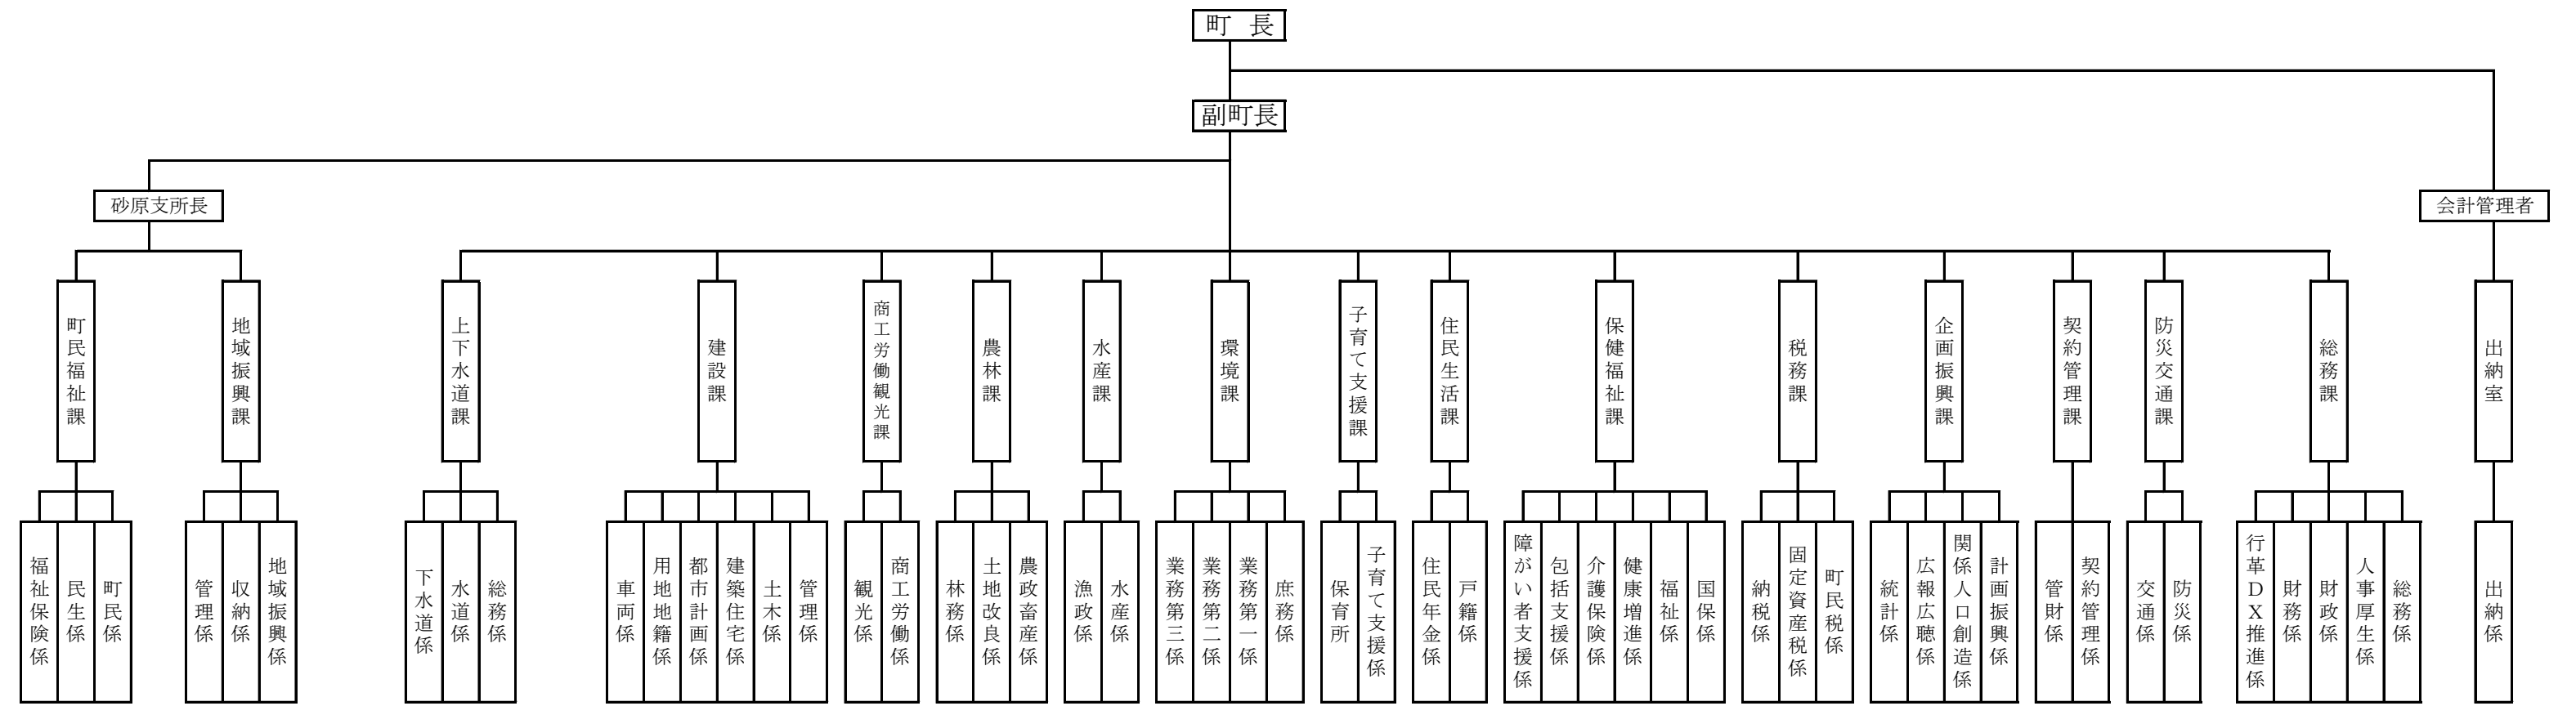 町 長
副町長
砂原支所長
会計管理者
町民福祉課
地域振興課
上下水道課
建設課
商工労働観光課
農林課
水産課
環境課
子育て支援課
住民生活課
保健福祉課
税務課
企画振興課
契約管理課
防災交通課
総務課
出納室
福祉保険係
民生係
町民係
管理係
収納係
地域振興係
下水道係
水道係
総務係
車両係
用地地籍係
都市計画係
建築住宅係
土木係
管理係
観光係
商工労働係
林務係
土地改良係
農政畜産係
漁政係
水産係
業務第三係
業務第二係
業務第一係
庶務係
保育所
子育て支援係
住民年金係
戸籍係
障がい者支援係
包括支援係
介護保険係
健康増進係
福祉係
国保係
納税係
固定資産税係
町民税係
統計係
広報広聴係
関係人口創造係
計画振興係
管財係
契約管理係
交通係
防災係
行革DX推進係
財務係
財政係
人事厚生係
総務係
出納係